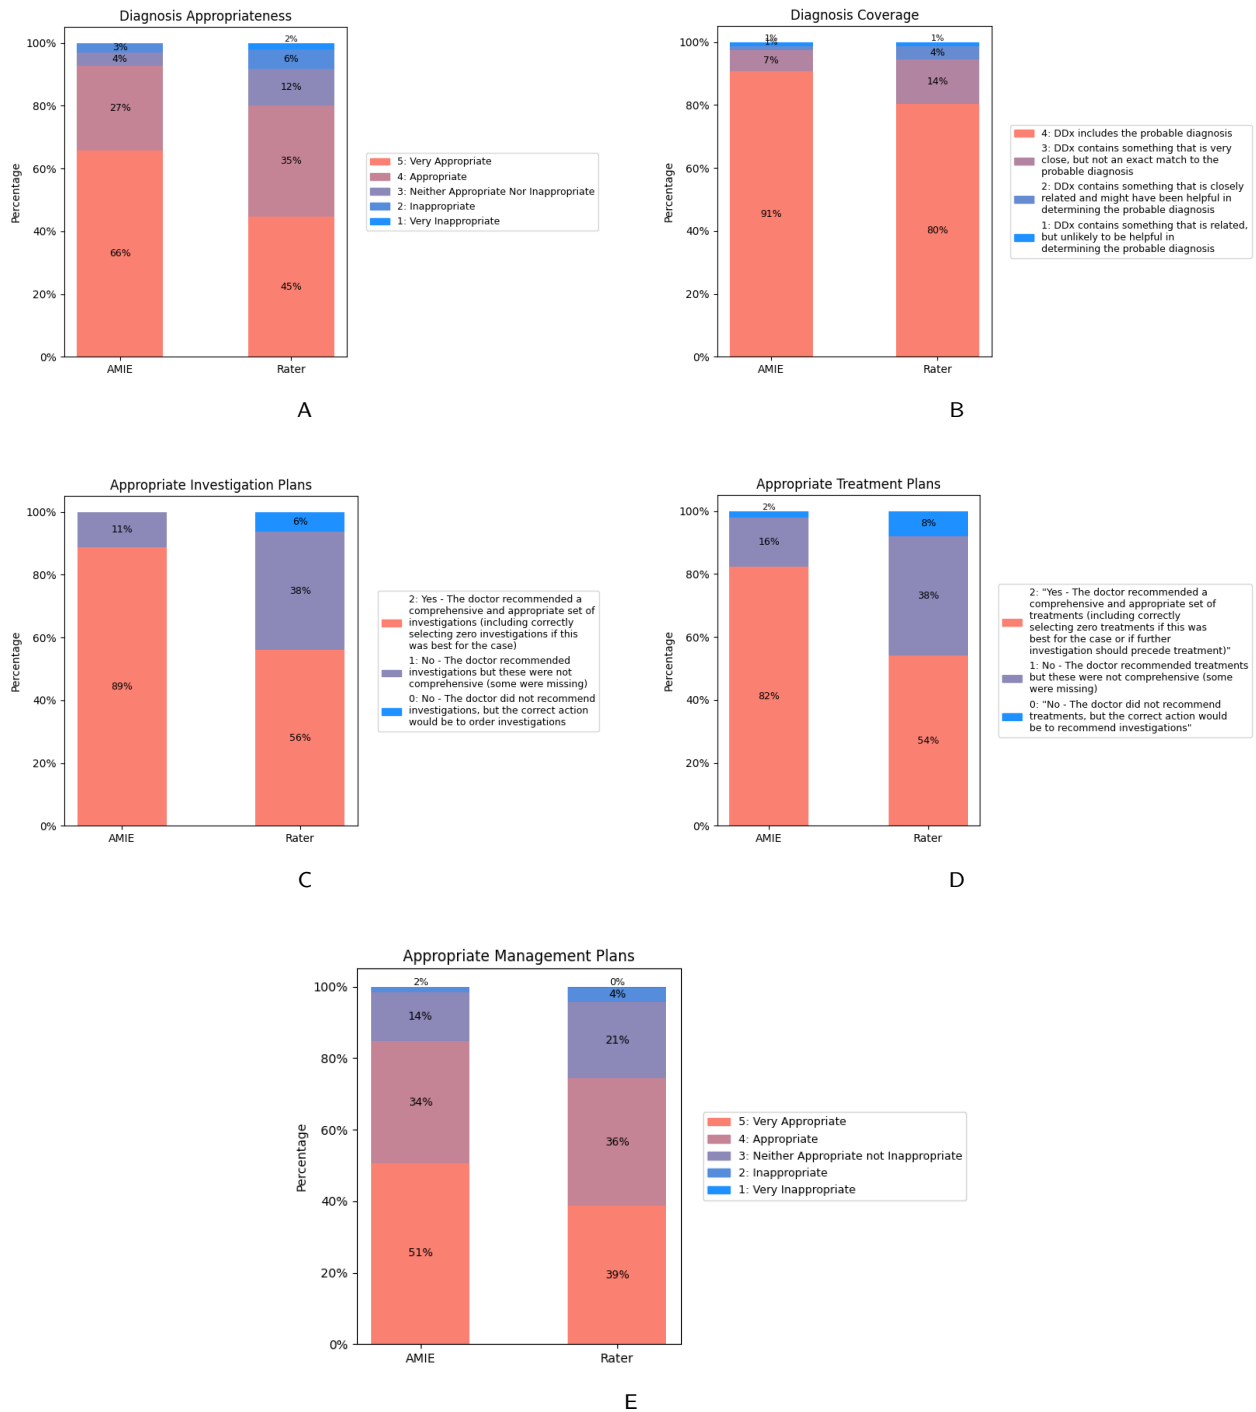 Diagnosis Appropriateness
100%
80%
60%
40%
20%
0%
Percentage
3%
4%
27%
66%
2%
6%
12%
35%
45%
AMIE
Rater
5: Very Appropriate
4: Appropriate
3: Neither Appropriate Nor Inappropriate
2: Inappropriate
1: Very Inappropriate
A
Diagnosis Coverage
100%
80%
60%
40%
20%
0%
Percentage
1%
1%
7%
91%
1%
4%
14%
80%
AMIE
Rater
4: DDx includes the probable diagnosis
3: DDx contains something that is very
close, but not an exact match to the
probable diagnosis
2: DDx contains something that is closely
related and might have been helpful in
determining the probable diagnosis
1: DDx contains something that is related,
but unlikely to be helpful in
determining the probable diagnosis
B
Appropriate Investigation Plans
100%
80%
60%
40%
20%
0%
Percentage
11%
89%
6%
38%
56%
AMIE
Rater
2: Yes - The doctor recommended a
comprehensive and appropriate set of
investigations (including correctly
selecting zero investigations if this
was best for the case)
1: No - The doctor recommended
investigations but these were not
comprehensive (some were missing)
0: No - The doctor did not recommend
investigations, but the correct action
would be to order investigations
C
Appropriate Treatment Plans
100%
80%
60%
40%
20%
0%
Percentage
2%
16%
82%
8%
38%
54%
AMIE
Rater
2: "Yes - The doctor recommended a
comprehensive and appropriate set of
treatments (including correctly
selecting zero treatments if this was
best for the case or if further
investigation should precede treatment)"
1: No - The doctor recommended treatments
but these were not comprehensive (some
were missing)
0: "No - The doctor did not recommend
treatments, but the correct action would
be to recommend investigations"
D
Appropriate Management Plans
100%
80%
60%
40%
20%
0%
Percentage
2%
14%
34%
51%
0%
4%
21%
36%
39%
AMIE
Rater
5: Very Appropriate
4: Appropriate
3: Neither Appropriate not Inappropriate
2: Inappropriate
1: Very Inappropriate
E